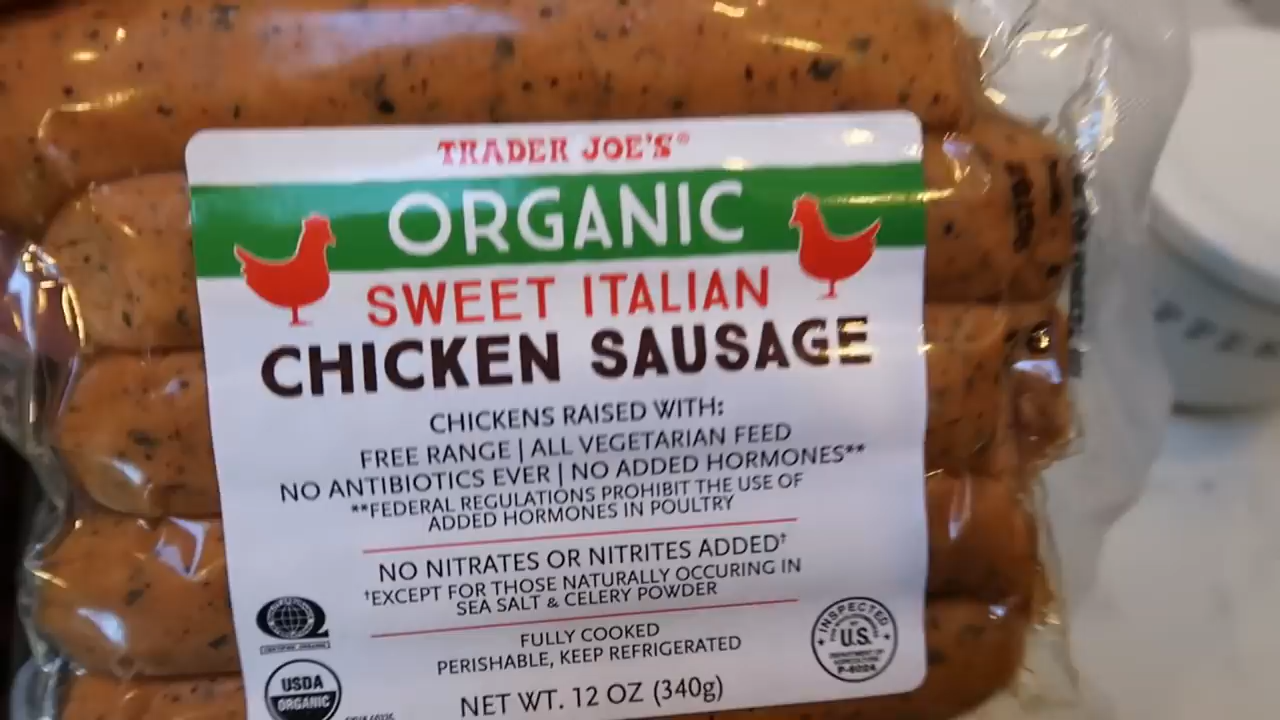 TRADER JOE'S®
ORGANIC
SWEET ITALIAN
CHICKEN SAUSAGE
CHICKENS RAISED WITH:
FREE RANGE | ALL VEGETARIAN FEED
NO ANTIBIOTICS EVER | NO ADDED HORMONES**
**FEDERAL REGULATIONS PROHIBIT THE USE OF
ADDED HORMONES IN POULTRY
NO NITRATES OR NITRITES ADDED†
†EXCEPT FOR THOSE NATURALLY OCCURING IN
SEA SALT & CELERY POWDER
FULLY COOKED
PERISHABLE, KEEP REFRIGERATED
NET WT. 12 OZ (340g)
USDA
ORGANIC
INSPECTED
U.S.
DEPARTMENT OF
AGRICULTURE